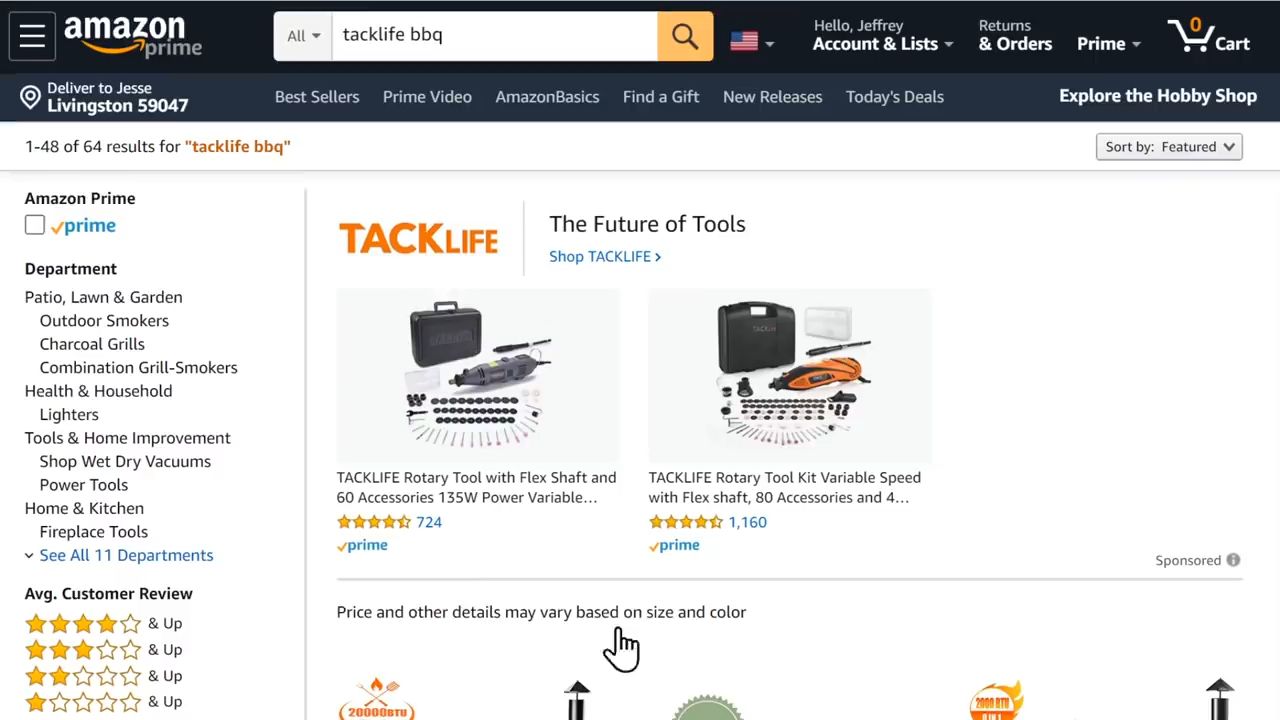 amazon
prime
All
tacklife bbq
Hello, Jeffrey
Account & Lists
Returns
& Orders
Prime
0
Cart
Deliver to Jesse
Livingston 59047
Best Sellers
Prime Video
AmazonBasics
Find a Gift
New Releases
Today's Deals
Explore the Hobby Shop
1-48 of 64 results for "tacklife bbq"
Sort by: Featured
Amazon Prime
prime
Department
Patio, Lawn & Garden
Outdoor Smokers
Charcoal Grills
Combination Grill-Smokers
Health & Household
Lighters
Tools & Home Improvement
Shop Wet Dry Vacuums
Power Tools
Home & Kitchen
Fireplace Tools
See All 11 Departments
Avg. Customer Review
& Up
& Up
& Up
& Up
TACKLIFE
The Future of Tools
Shop TACKLIFE ›
TACKLIFE Rotary Tool with Flex Shaft and
60 Accessories 135W Power Variable…
724
prime
TACKLIFE Rotary Tool Kit Variable Speed
with Flex shaft, 80 Accessories and 4…
1,160
prime
Sponsored
Price and other details may vary based on size and color
20000BTU
2000 BTU